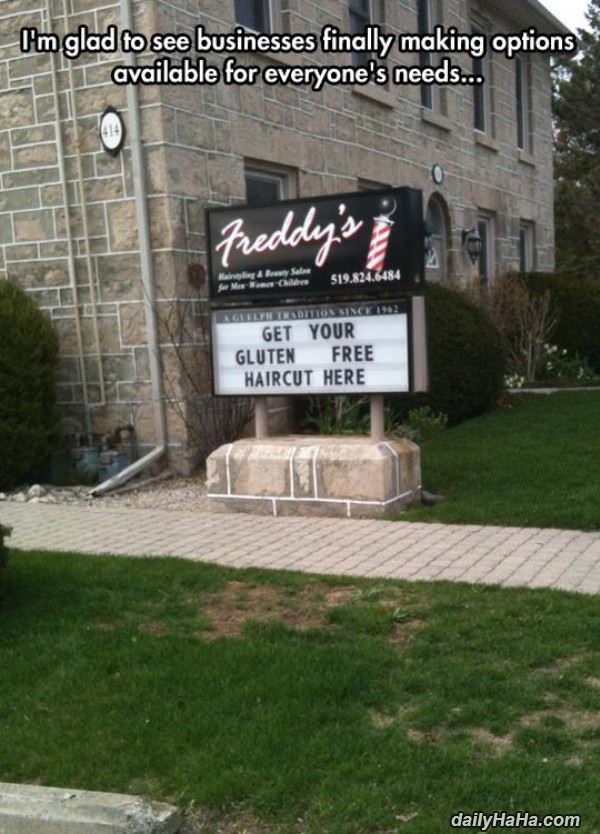 I'm glad to see businesses finally making options
available for everyone's needs...
414
Freddy's
Hairstyling & Beauty Salon
for Men - Women - Children
519.824.6484
A GUELPH TRADITION SINCE 1962
GET YOUR
GLUTEN FREE
HAIRCUT HERE
dailyHaHa.com